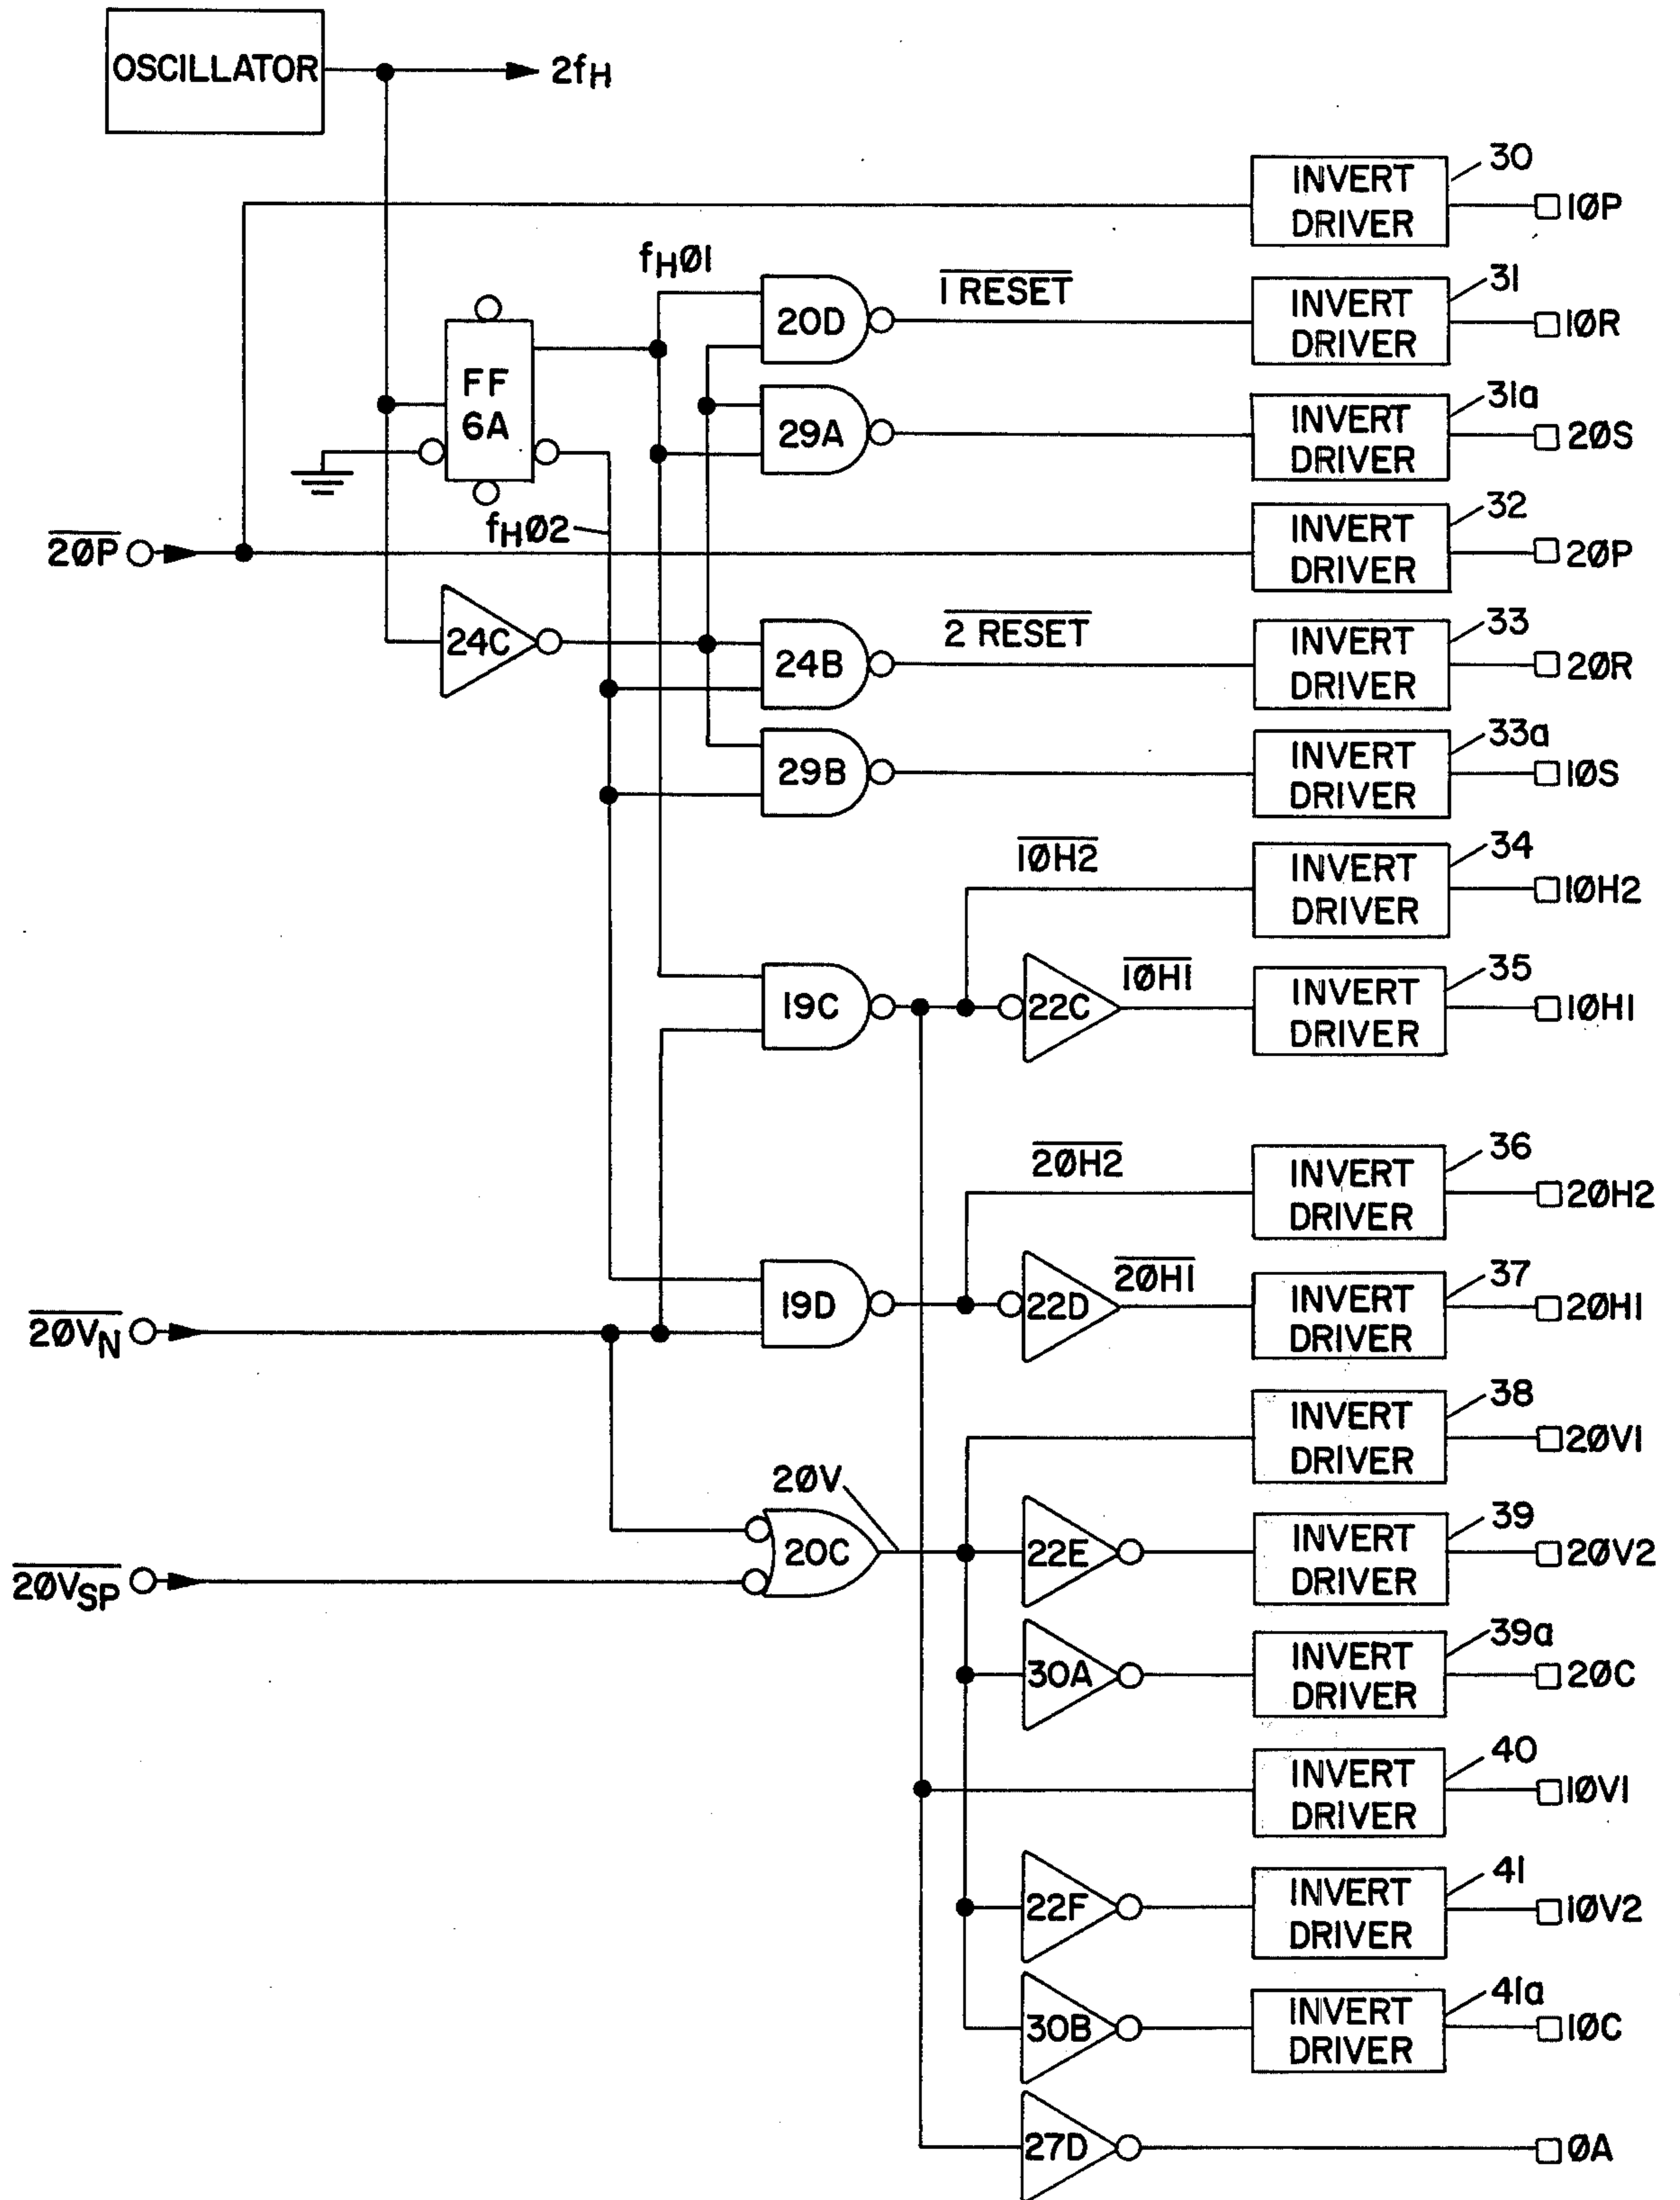 OSCILLATOR
2fH
INVERT
DRIVER
30
1ØP
fHØ1
1 RESET
20D
INVERT
DRIVER
31
1ØR
FF
6A
29A
INVERT
DRIVER
31a
2ØS
fHØ2
2ØP
INVERT
DRIVER
32
2ØP
24C
2 RESET
24B
INVERT
DRIVER
33
2ØR
29B
INVERT
DRIVER
33a
1ØS
1ØH2
INVERT
DRIVER
34
1ØH2
19C
22C
1ØH1
INVERT
DRIVER
35
1ØH1
2ØH2
INVERT
DRIVER
36
2ØH2
2ØVN
19D
22D
2ØH1
INVERT
DRIVER
37
2ØH1
INVERT
DRIVER
38
2ØV1
2ØV
2ØVSP
20C
22E
INVERT
DRIVER
39
2ØV2
30A
INVERT
DRIVER
39a
2ØC
INVERT
DRIVER
40
1ØV1
22F
INVERT
DRIVER
41
1ØV2
30B
INVERT
DRIVER
41a
1ØC
27D
ØA